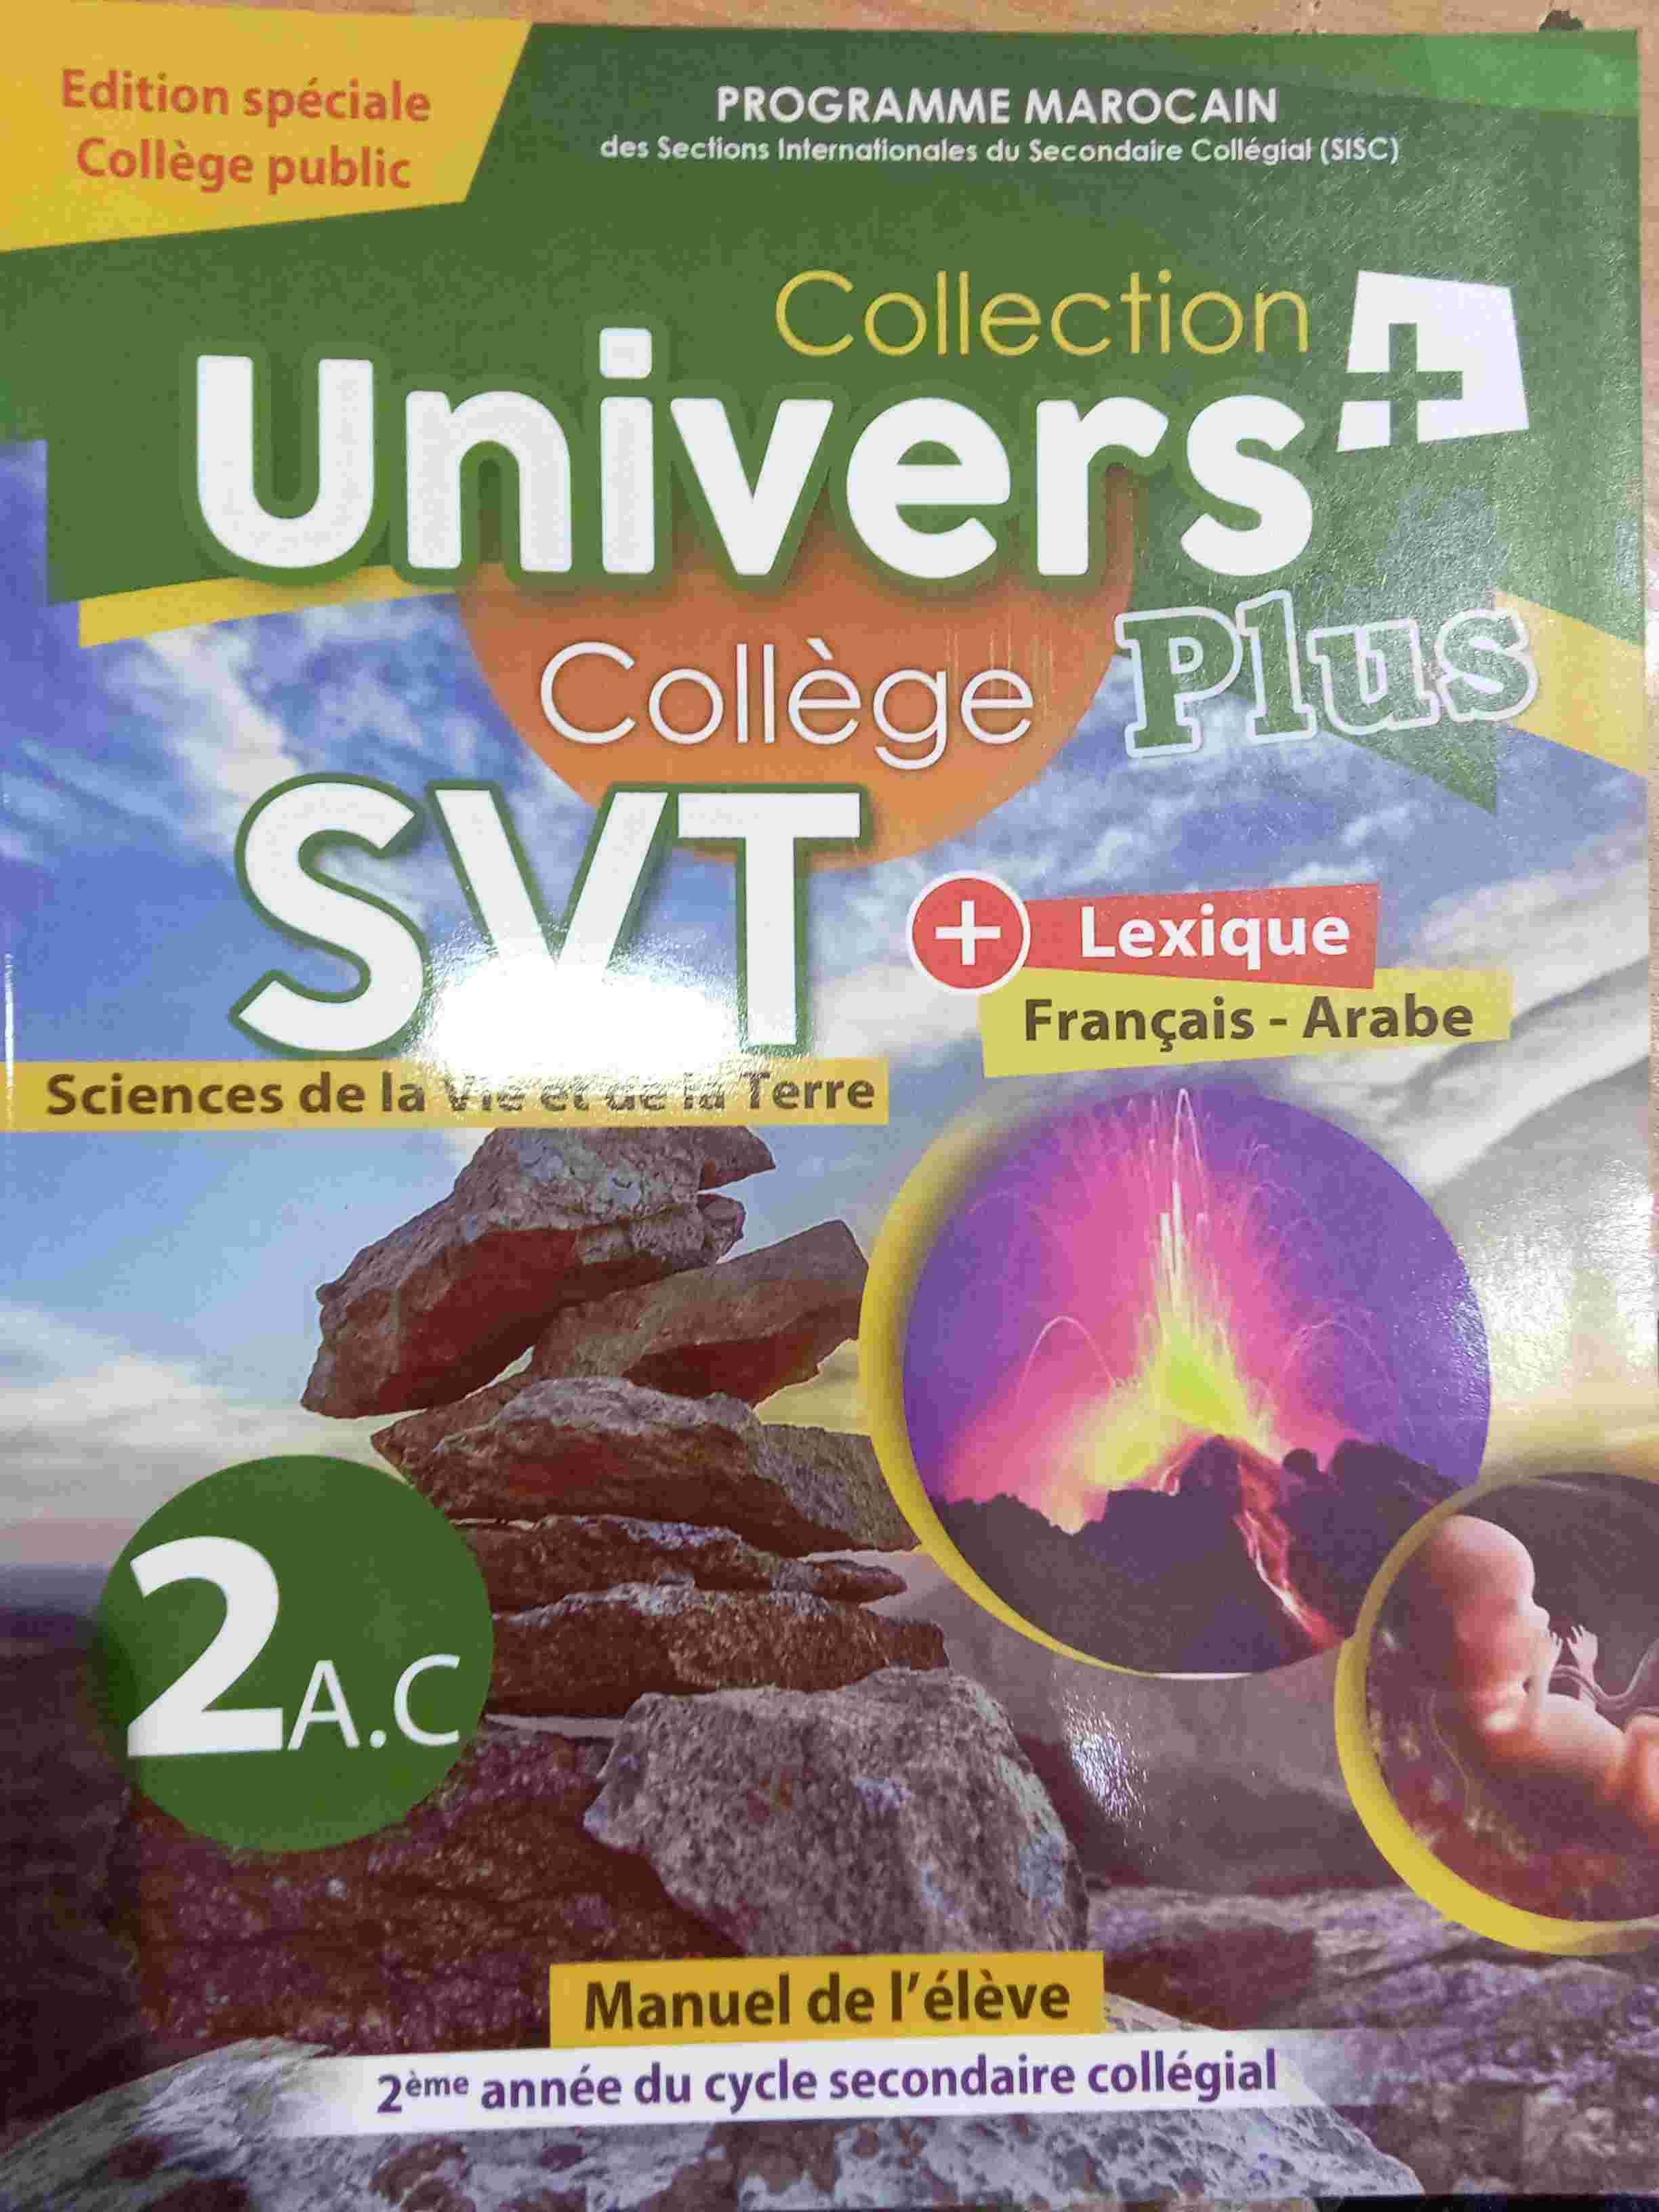 Edition spéciale
Collège public
PROGRAMME MAROCAIN
des Sections Internationales du Secondaire Collégial (SISC)
Collection
Univers+
Collège Plus
SVT
+ Lexique
Français - Arabe
Sciences de la Vie et de la Terre
2A.C
Manuel de l'élève
2ème année du cycle secondaire collégial